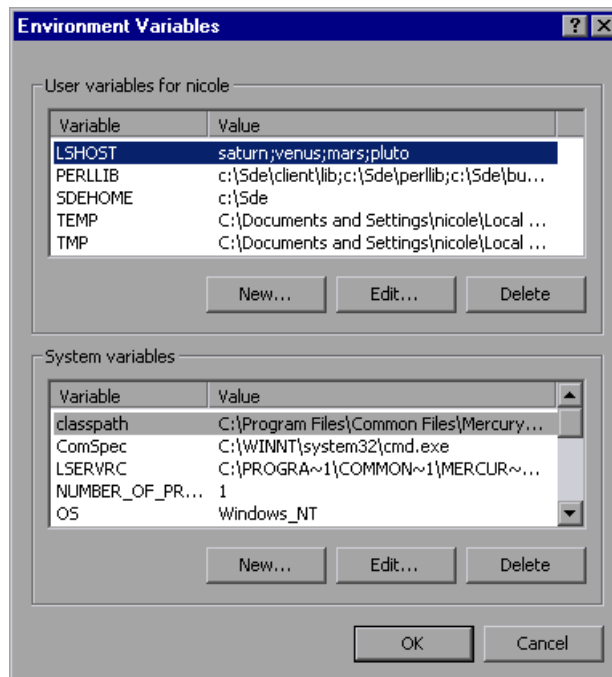 Environment Variables
User variables for nicole
Variable Value
LSHOST saturn;venus;mars;pluto
PERLLIB c:\Sde\client\lib;c:\Sde\perllib;c:\Sde\bu...
SDEHOME c:\Sde
TEMP C:\Documents and Settings\nicole\Local ...
TMP C:\Documents and Settings\nicole\Local ...
New... Edit... Delete
System variables
Variable Value
classpath C:\Program Files\Common Files\Mercury...
ComSpec C:\WINNT\system32\cmd.exe
LSERVRC C:\PROGRA~1\COMMON~1\MERCUR~...
NUMBER_OF_PR... 1
OS Windows_NT
New... Edit... Delete
OK Cancel